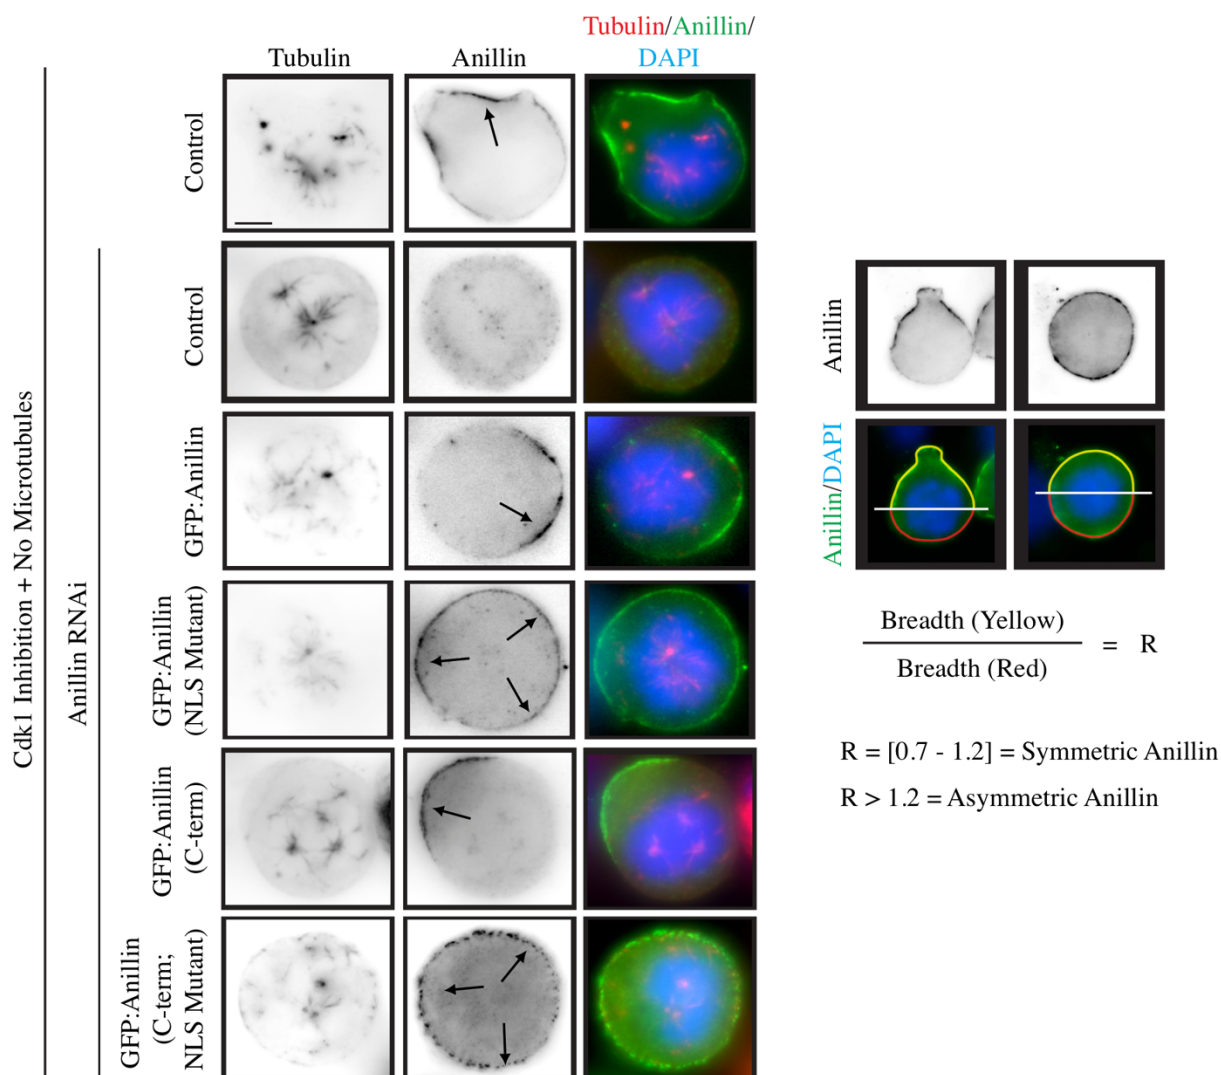 Tubulin/Anillin/
DAPI
Tubulin
Anillin
Cdk1 Inhibition + No Microtubules
Anillin RNAi
Control
Control
GFP:Anillin
GFP:Anillin
(NLS Mutant)
GFP:Anillin
(C-term)
GFP:Anillin
(C-term;
NLS Mutant)
Anillin
Anillin/DAPI
Breadth (Yellow)
Breadth (Red)
= R
R = [0.7 - 1.2] = Symmetric Anillin
R > 1.2 = Asymmetric Anillin